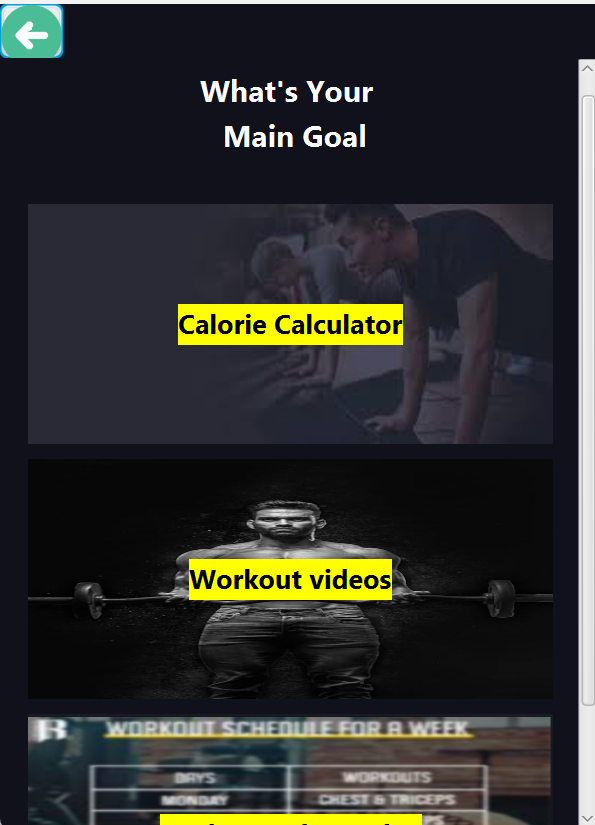 What's Your
Main Goal
Calorie Calculator
Workout videos
WORKOUT SCHEDULE FOR A WEEK
DAYS WORKOUTS
MONDAY CHEST & TRICEPS